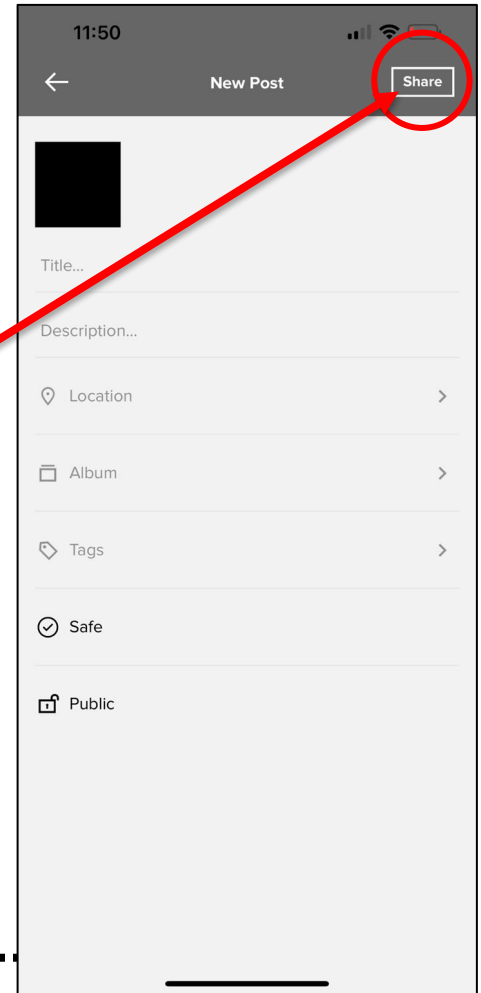 11:50
New Post
Share
Title...
Description...
Location
Album
Tags
Safe
Public